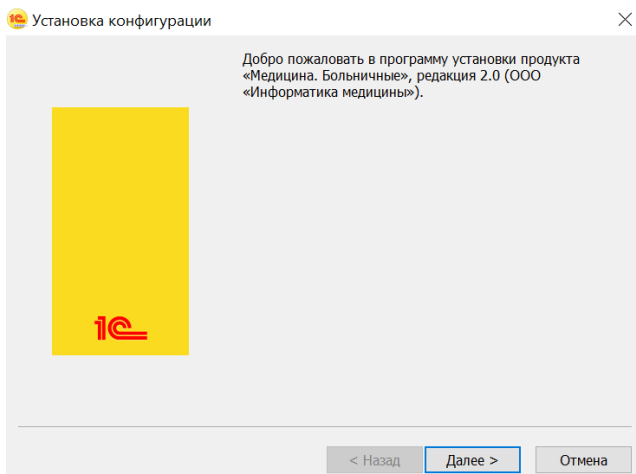 1С Установка конфигурации
Добро пожаловать в программу установки продукта
«Медицина. Больничные», редакция 2.0 (ООО
«Информатика медицины»).
1С
< Назад
Далее >
Отмена